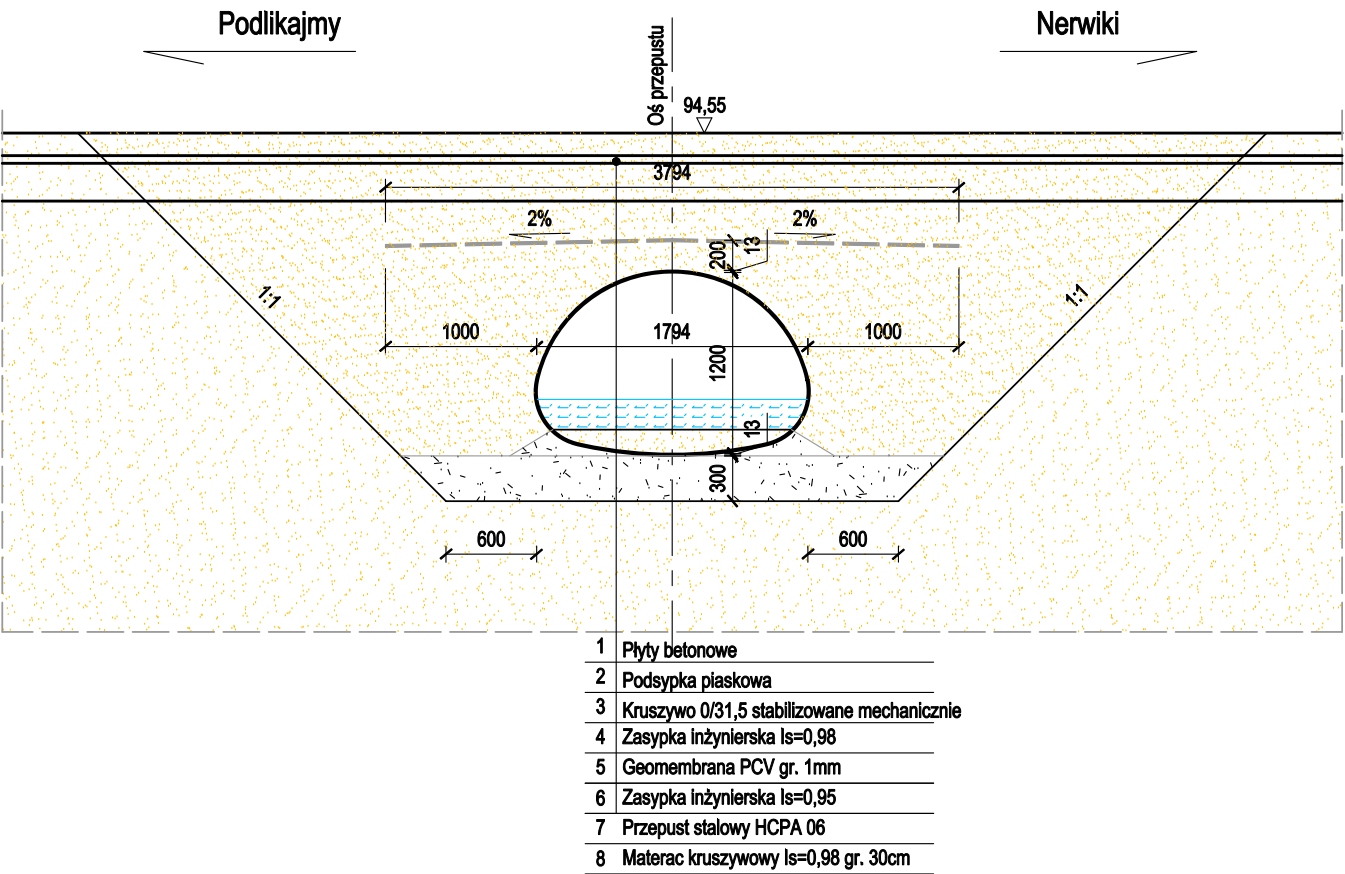 Podlikajmy
Nerwiki
Oś przepustu
94,55
3794
2%
2%
200
13
1:1
1:1
1000
1794
1000
1200
13
300
600
600
1 Płyty betonowe
2 Podsypka piaskowa
3 Kruszywo 0/31,5 stabilizowane mechanicznie
4 Zasypka inżynierska Is=0,98
5 Geomembrana PCV gr. 1mm
6 Zasypka inżynierska Is=0,95
7 Przepust stalowy HCPA 06
8 Materac kruszywowy Is=0,98 gr. 30cm